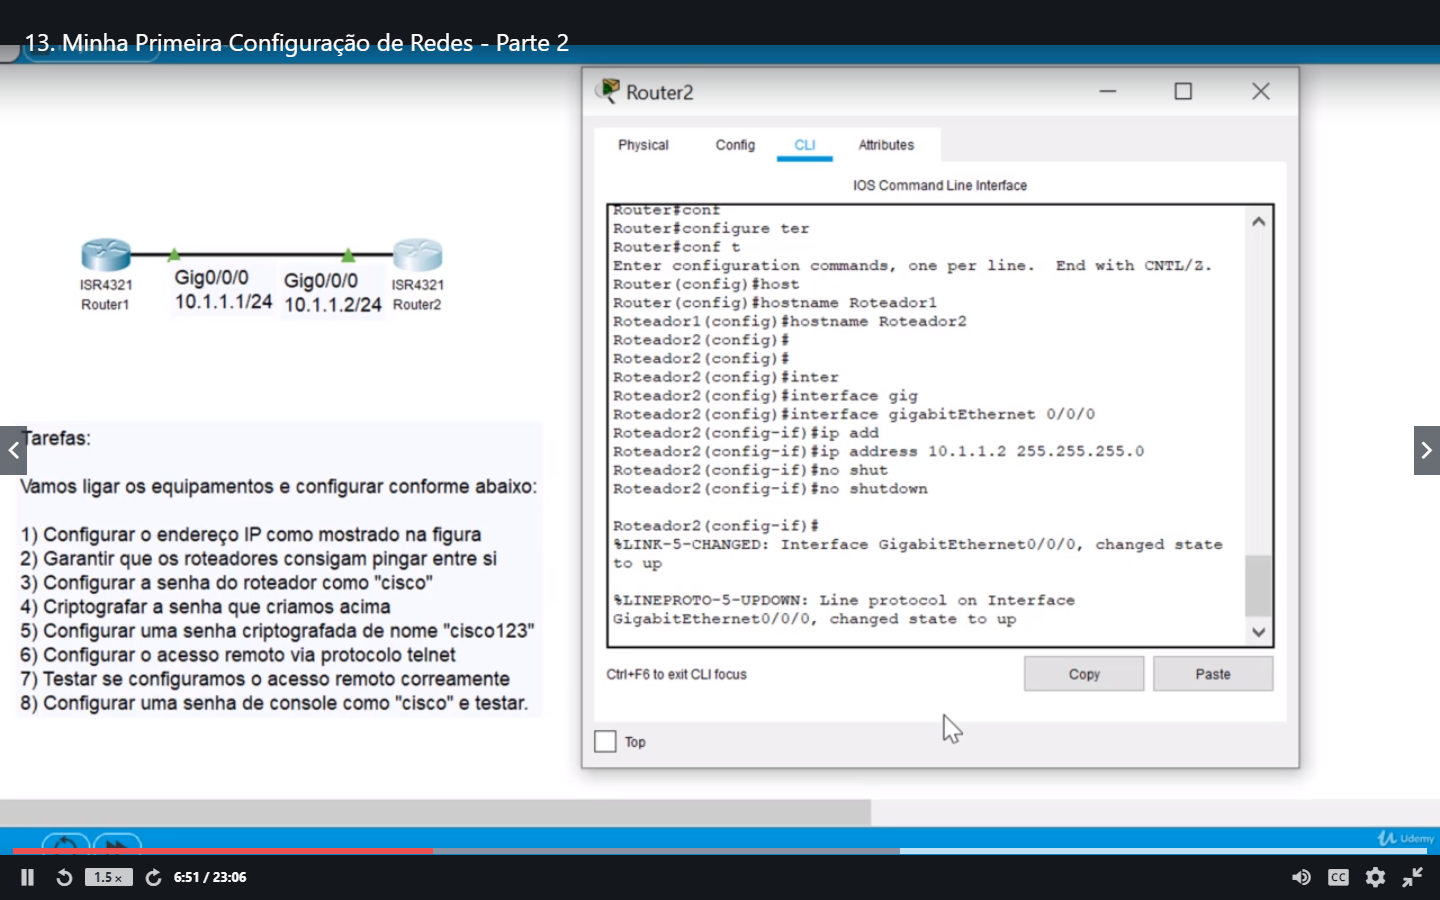 13. Minha Primeira Configuração de Redes - Parte 2
Router2
Physical Config CLI Attributes
IOS Command Line Interface
Router#conf
Router#configure ter
Router#conf t
Enter configuration commands, one per line. End with CNTL/Z.
Router(config)#host
Router(config)#hostname Roteador1
Roteador1(config)#hostname Roteador2
Roteador2(config)#
Roteador2(config)#
Roteador2(config)#inter
Roteador2(config)#interface gig
Roteador2(config)#interface gigabitEthernet 0/0/0
Roteador2(config-if)#ip add
Roteador2(config-if)#ip address 10.1.1.2 255.255.255.0
Roteador2(config-if)#no shut
Roteador2(config-if)#no shutdown
Roteador2(config-if)#
%LINK-5-CHANGED: Interface GigabitEthernet0/0/0, changed state
to up
%LINEPROTO-5-UPDOWN: Line protocol on Interface
GigabitEthernet0/0/0, changed state to up
Ctrl+F6 to exit CLI focus
Copy
Paste
Top
ISR4321
Router1
Gig0/0/0
10.1.1.1/24
Gig0/0/0
10.1.1.2/24
ISR4321
Router2
Tarefas:
Vamos ligar os equipamentos e configurar conforme abaixo:
1) Configurar o endereço IP como mostrado na figura
2) Garantir que os roteadores consigam pingar entre si
3) Configurar a senha do roteador como "cisco"
4) Criptografar a senha que criamos acima
5) Configurar uma senha criptografada de nome "cisco123"
6) Configurar o acesso remoto via protocolo telnet
7) Testar se configuramos o acesso remoto correamente
8) Configurar uma senha de console como "cisco" e testar.
Udemy
1.5 x
6:51 / 23:06
CC